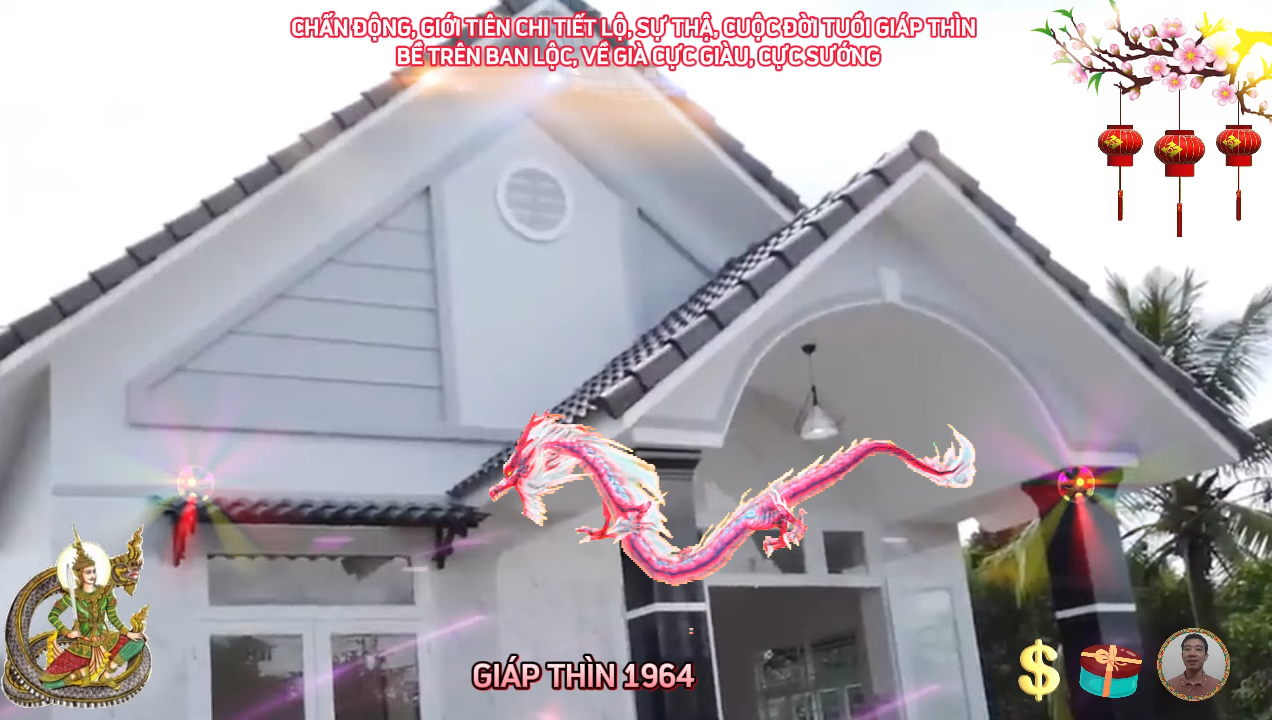 CHẤN ĐỘNG, GIỚI TIÊN CHI TIẾT LỘ, SỰ THẬ, CUỘC ĐỜI TUỔI GIÁP THÌN
BỀ TRÊN BAN LỘC, VỀ GIÀ CỰC GIÀU, CỰC SƯỚNG
GIÁP THÌN 1964